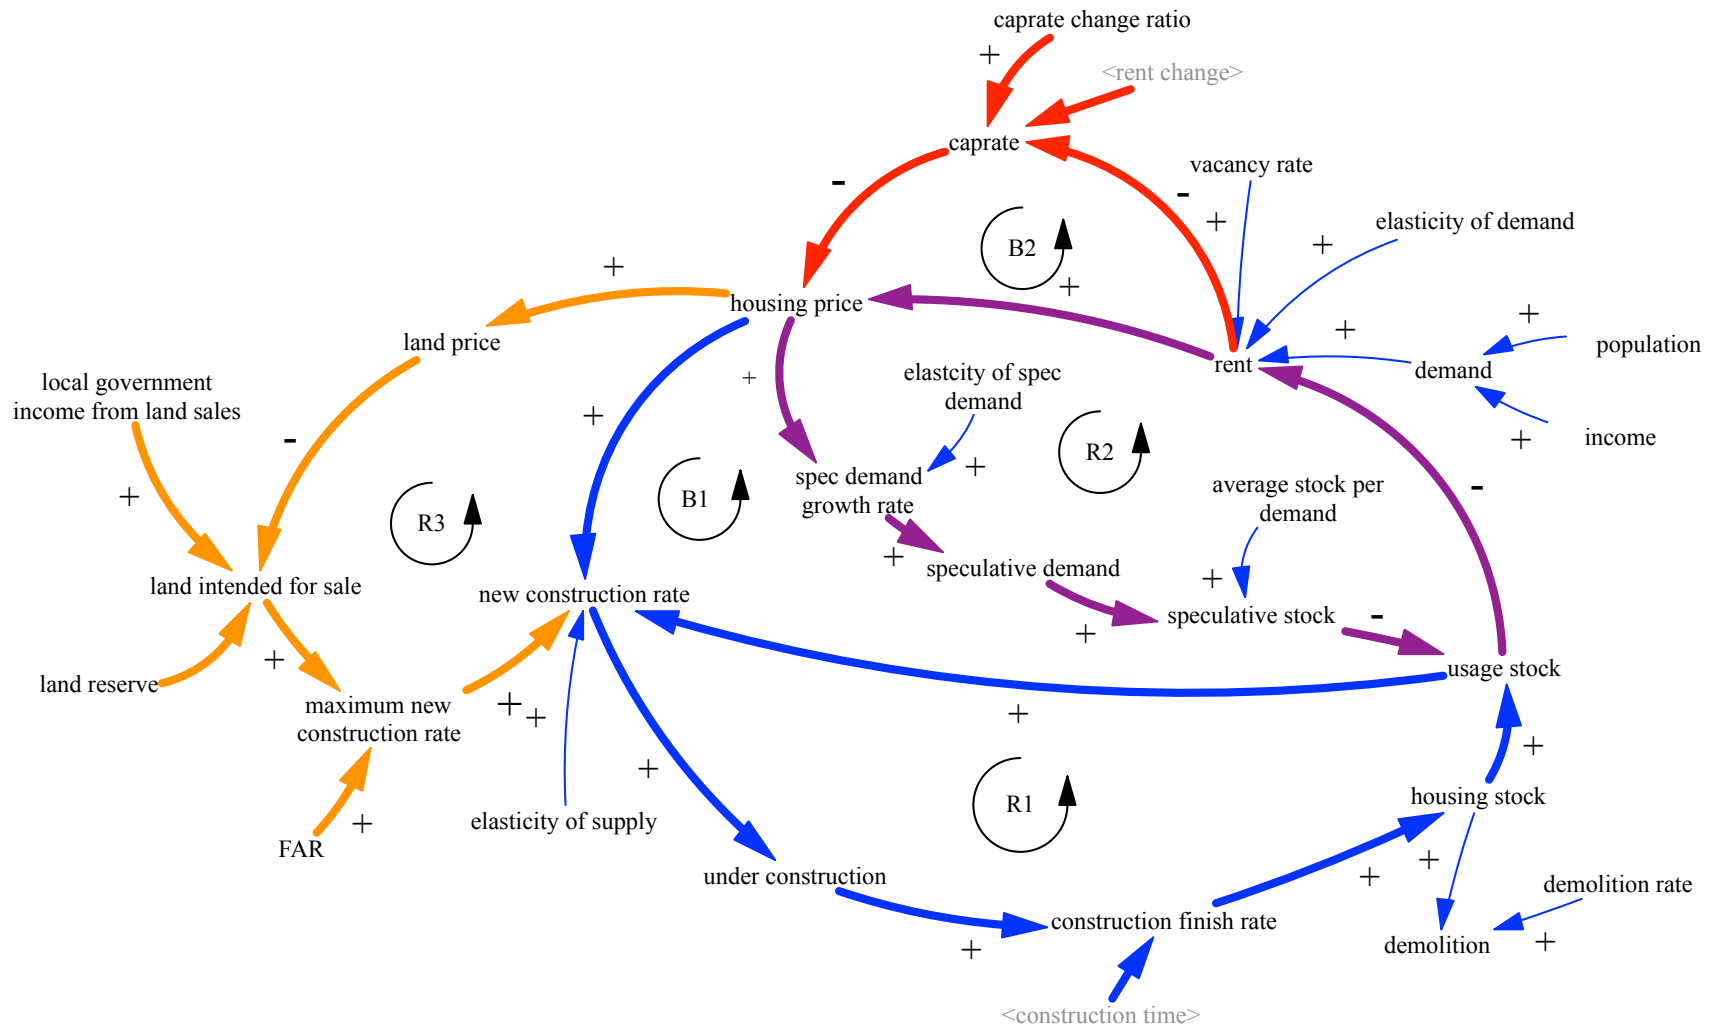 caprate change ratio
+
<rent change>
caprate
-
vacancy rate
-
+
elasticity of demand
+
B2
+
+
housing price
+
population
+
land price
rent
demand
local government
income from land sales
+
elastcity of spec
demand
+
-
R2
+
income
+
spec demand
growth rate
B1
R3
average stock per
demand
-
+
+
speculative demand
+
land intended for sale
new construction rate
speculative stock
-
+
+
usage stock
land reserve
maximum new
construction rate
+
+
+
+
+
R1
housing stock
elasticity of supply
+
FAR
+
+
under construction
demolition rate
construction finish rate
+
+
demolition
<construction time>